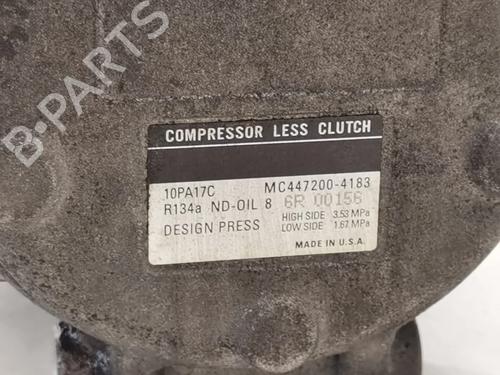 B-PARTS
COMPRESSOR LESS CLUTCH
10PA17C MC447200-4183
R134a ND-OIL 8 6R 00156
DESIGN PRESS HIGH SIDE 3.53 MPa
LOW SIDE 1.67 MPa
MADE IN U.S.A.